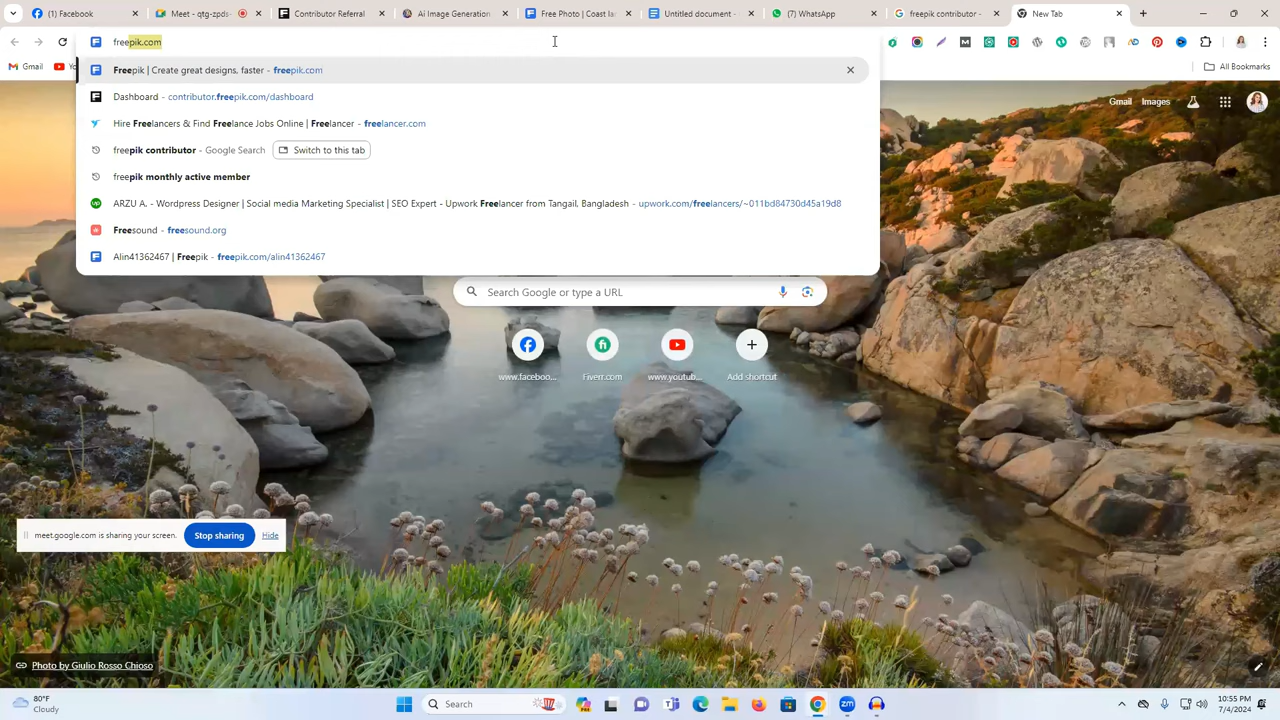 (1) Facebook
Meet - qtg-zpds-
Contributor Referral
Ai Image Generation
Free Photo | Coast la
Untitled document -
(7) WhatsApp
freepik contributor -
New Tab
freepik.com
Gmail
Yo
All Bookmarks
Freepik | Create great designs, faster - freepik.com
Dashboard - contributor.freepik.com/dashboard
Hire Freelancers & Find Freelance Jobs Online | Freelancer - freelancer.com
freepik contributor - Google Search Switch to this tab
freepik monthly active member
ARZU A. - Wordpress Designer | Social media Marketing Specialist | SEO Expert - Upwork Freelancer from Tangail, Bangladesh - upwork.com/freelancers/~011bd84730d45a19d8
Freesound - freesound.org
Alin41362467 | Freepik - freepik.com/alin41362467
Gmail Images
Search Google or type a URL
www.faceboo...
Fiverr.com
www.youtub...
Add shortcut
meet.google.com is sharing your screen. Stop sharing Hide
Photo by Giulio Rosso Chioso
80°F
Cloudy
Search
10:55 PM
7/4/2024